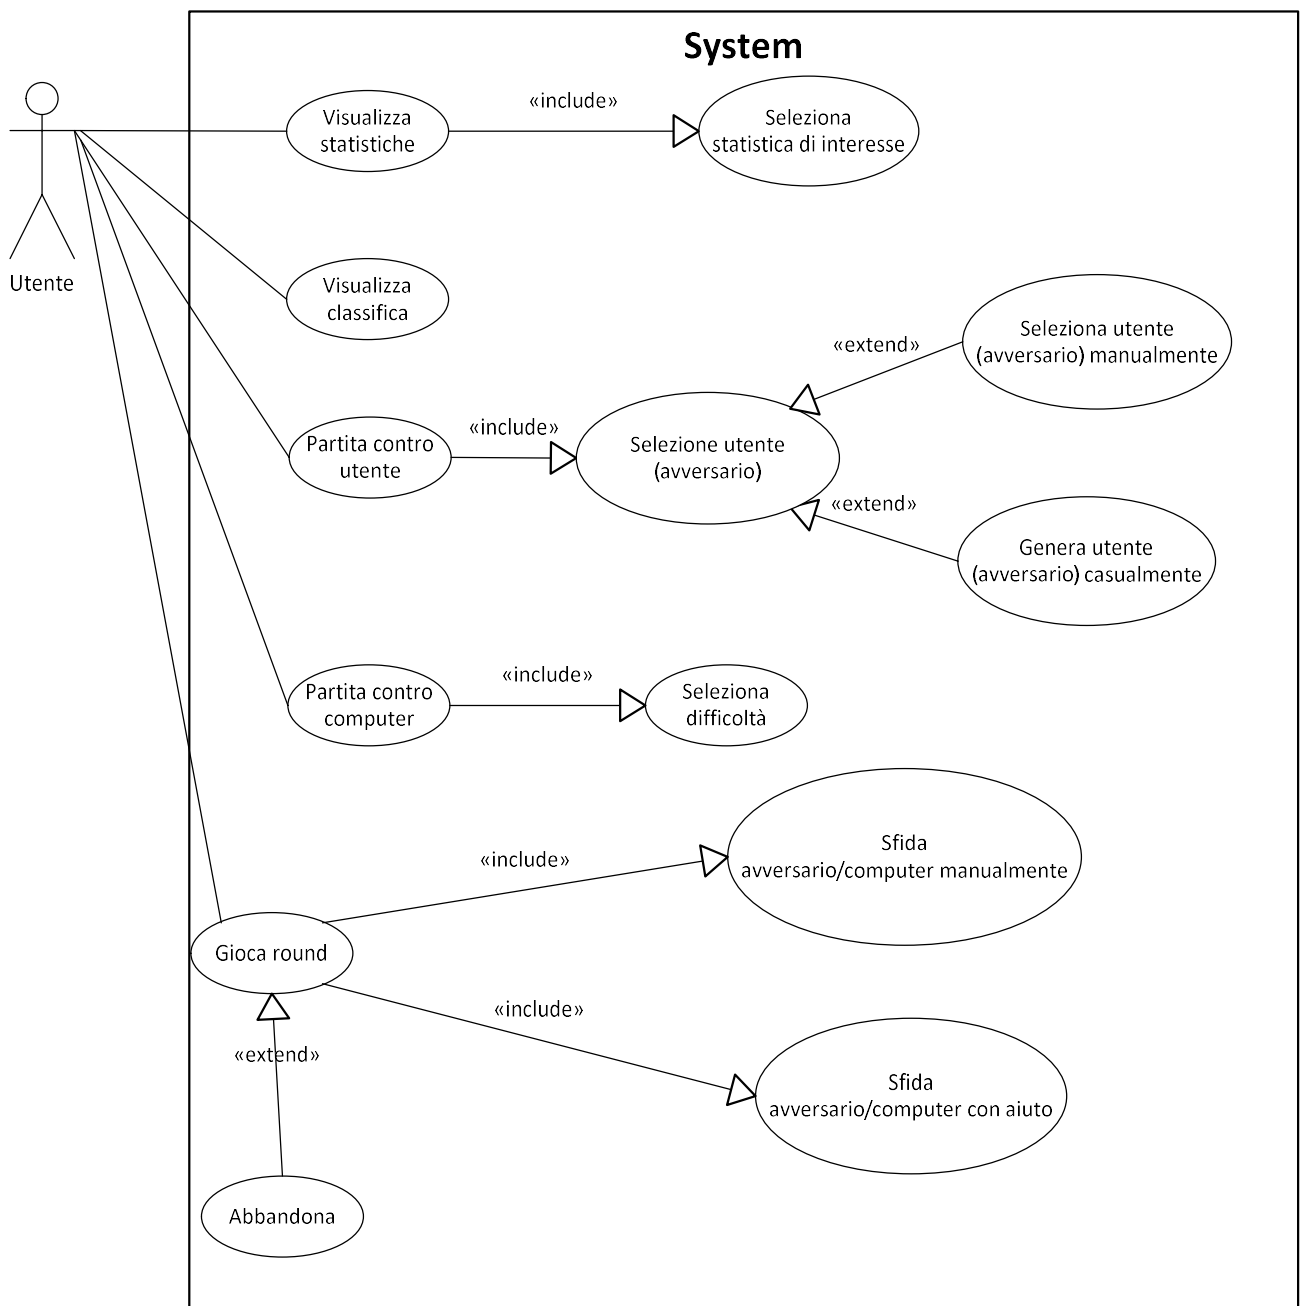 System
Utente
Visualizza
statistiche
«include»
Seleziona
statistica di interesse
Visualizza
classifica
Partita contro
utente
«include»
Selezione utente
(avversario)
«extend»
Seleziona utente
(avversario) manualmente
«extend»
Genera utente
(avversario) casualmente
Partita contro
computer
«include»
Seleziona
difficoltà
Gioca round
«include»
Sfida
avversario/computer manualmente
«include»
Sfida
avversario/computer con aiuto
«extend»
Abbandona